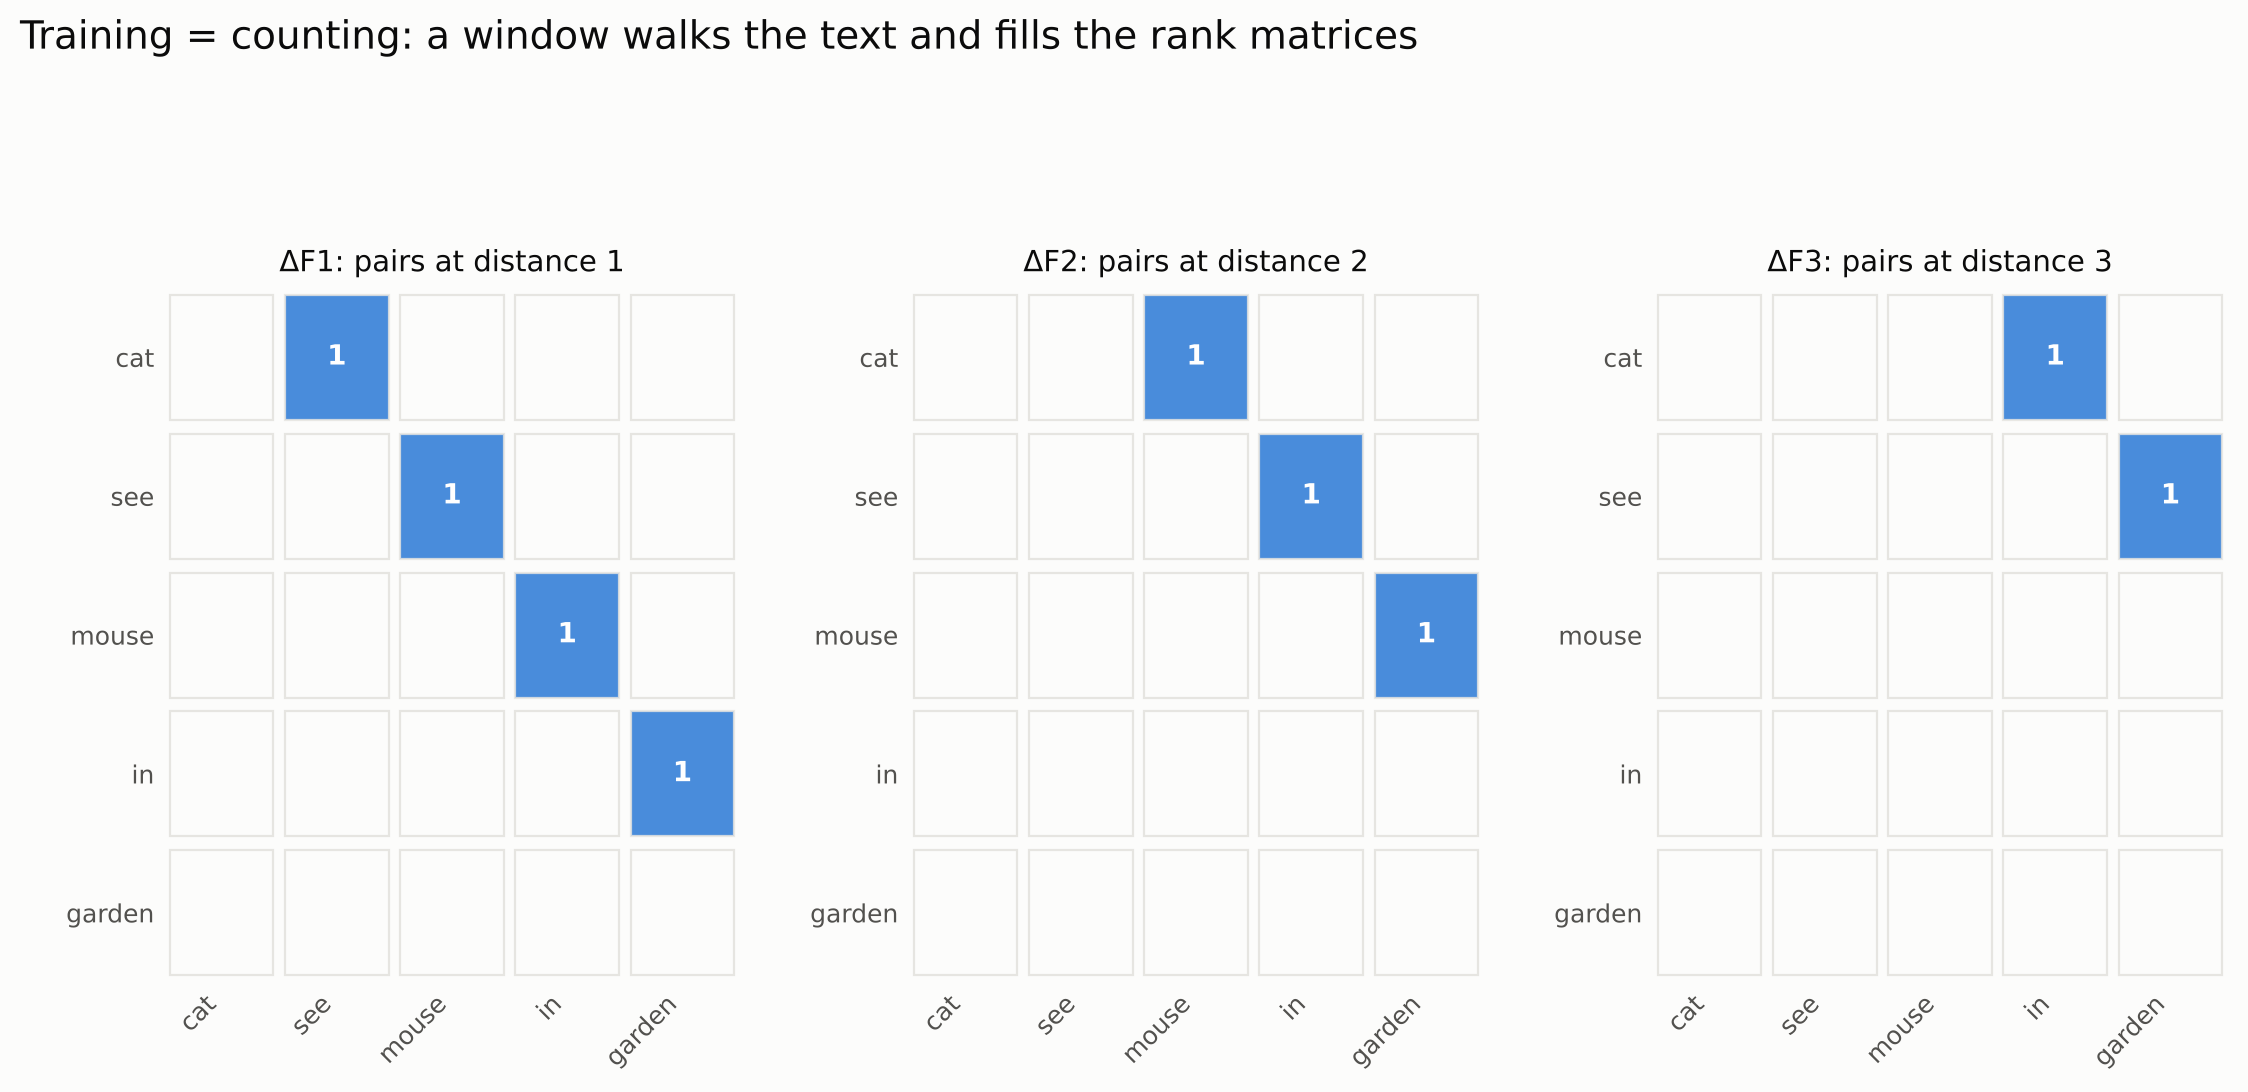 Training = counting: a window walks the text and fills the rank matrices
ΔF1: pairs at distance 1
cat
see
mouse
in
garden
1
1
1
1
cat
see
mouse
in
garden
ΔF2: pairs at distance 2
cat
see
mouse
in
garden
1
1
1
cat
see
mouse
in
garden
ΔF3: pairs at distance 3
cat
see
mouse
in
garden
1
1
cat
see
mouse
in
garden